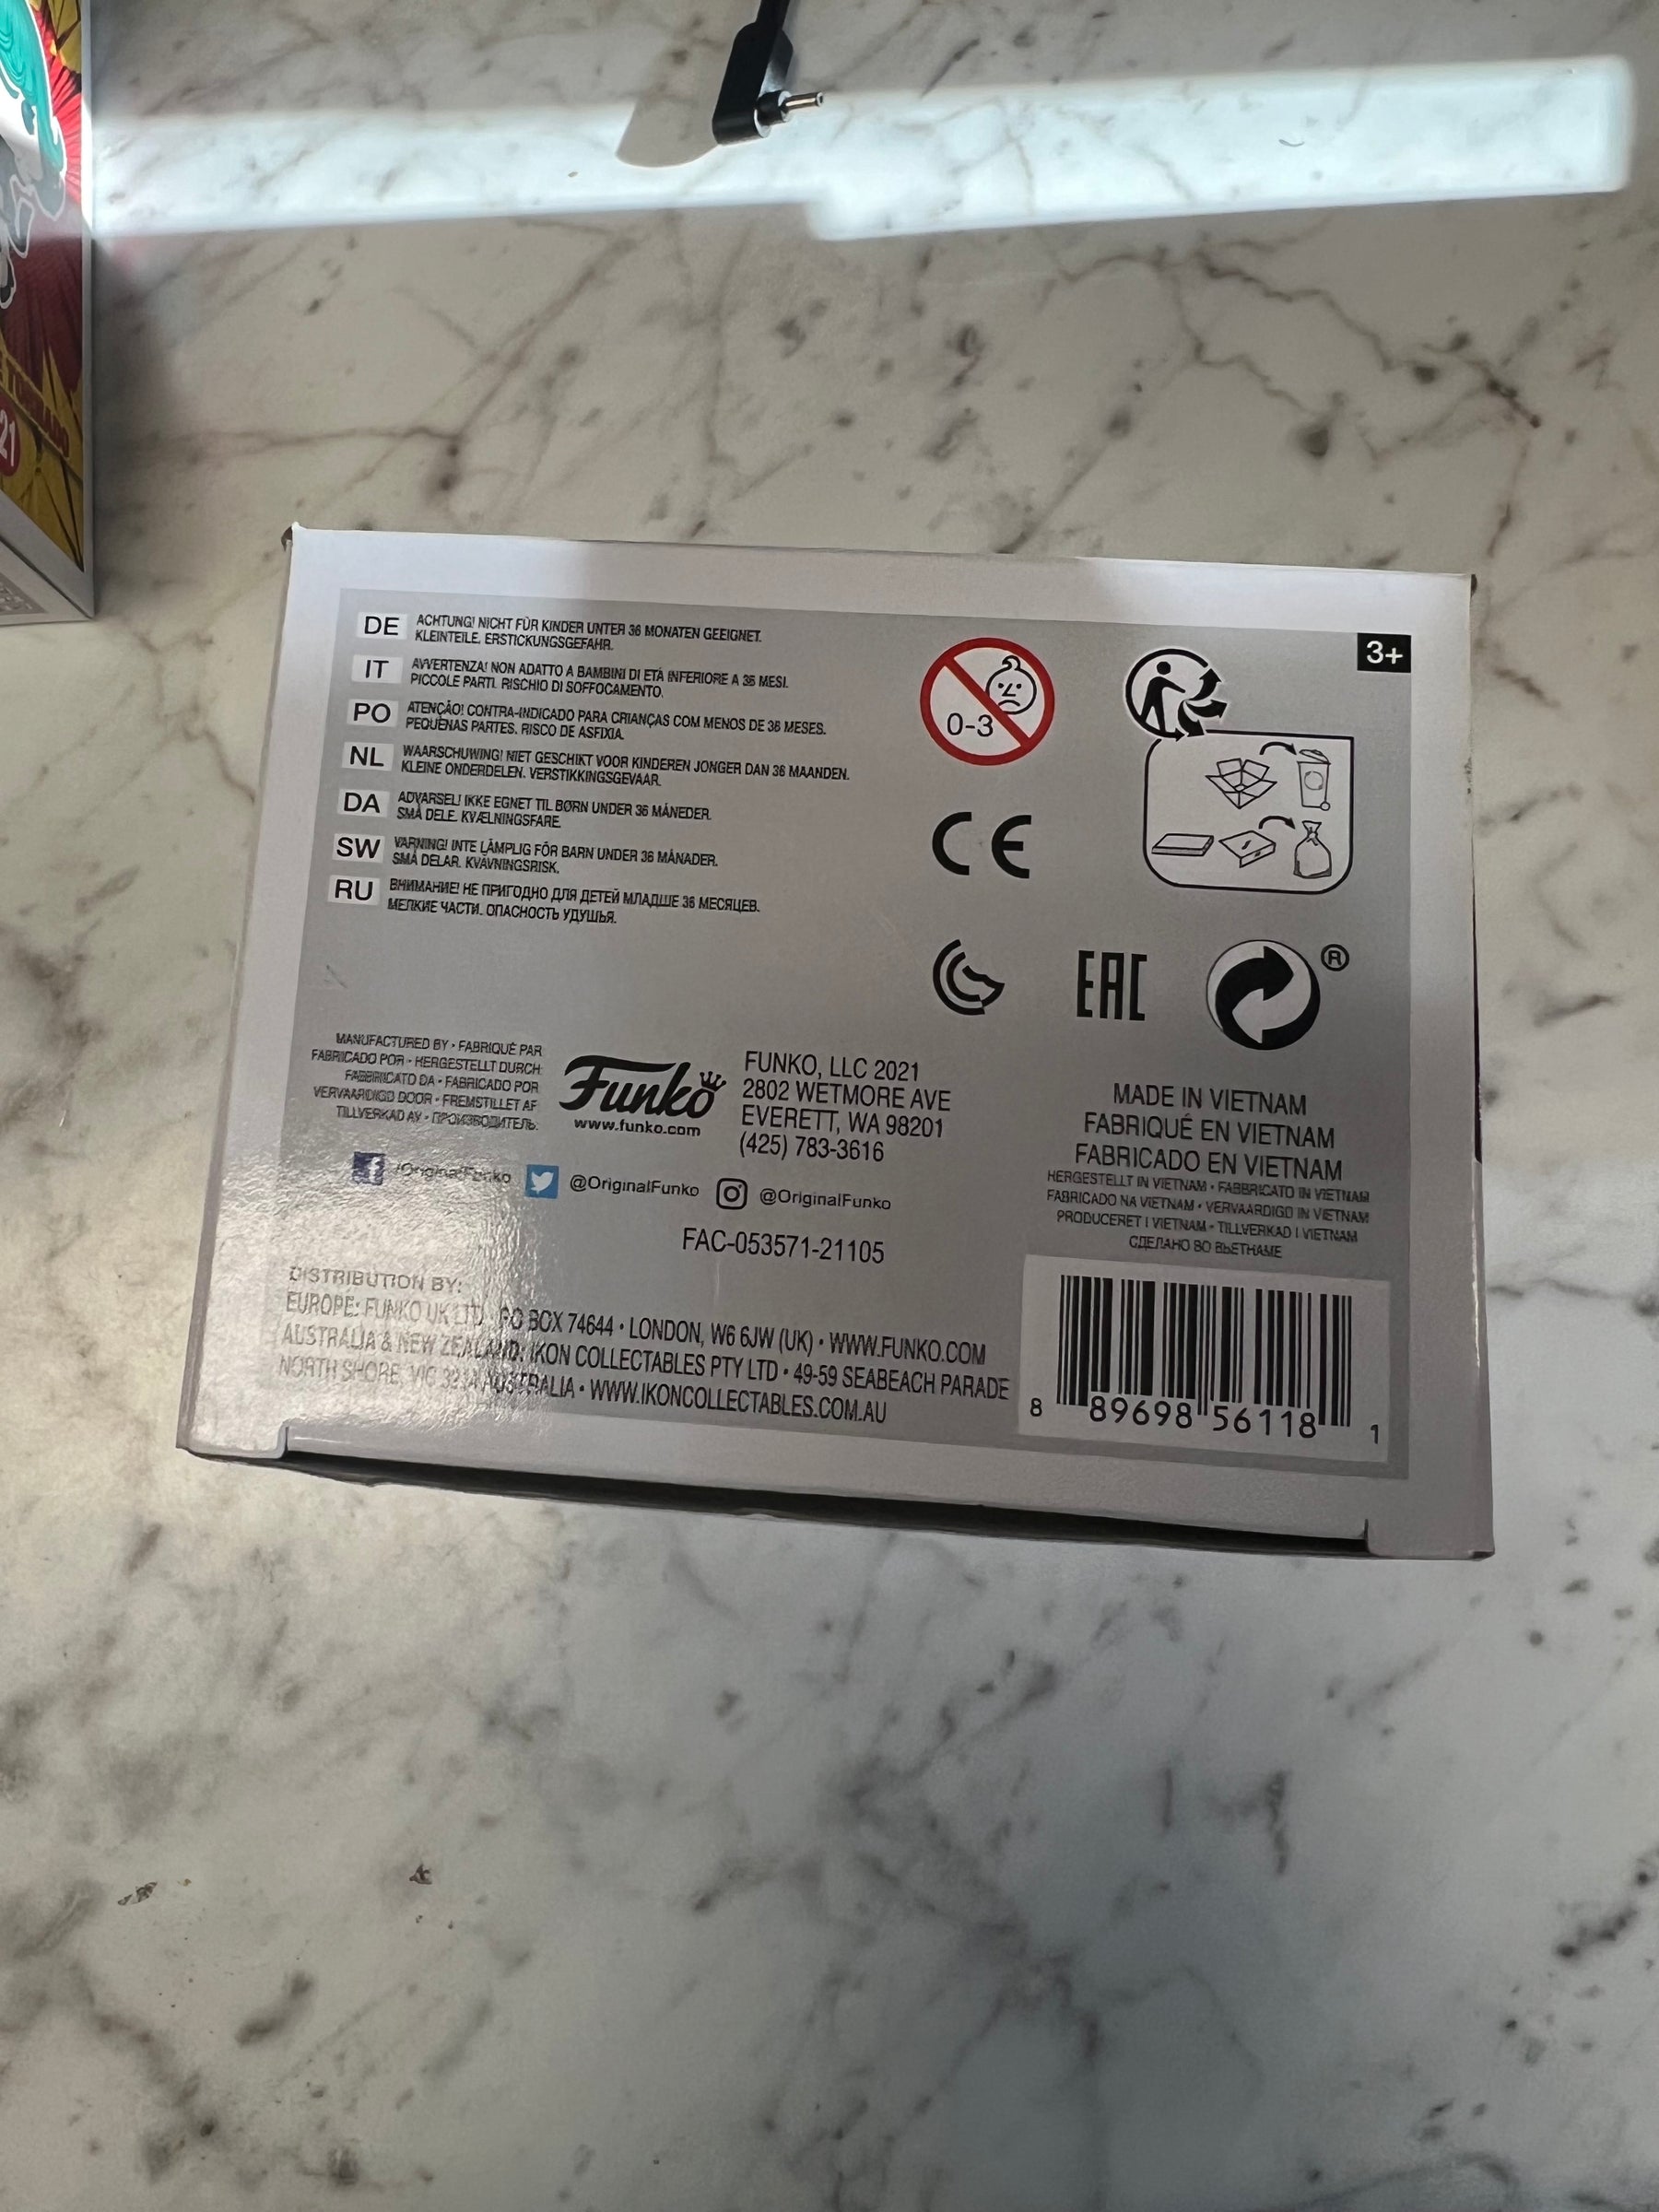 21
DE ACHTUNG! NICHT FÜR KINDER UNTER 36 MONATEN GEEIGNET.
KLEINTEILE. ERSTICKUNGSGEFAHR.
IT AVVERTENZA! NON ADATTO A BAMBINI DI ETÀ INFERIORE A 36 MESI.
PICCOLE PARTI. RISCHIO DI SOFFOCAMENTO.
PO ATENÇÃO! CONTRA-INDICADO PARA CRIANÇAS COM MENOS DE 36 MESES.
PEQUENAS PARTES. RISCO DE ASFIXIA.
NL WAARSCHUWING! NIET GESCHIKT VOOR KINDEREN JONGER DAN 36 MAANDEN.
KLEINE ONDERDELEN. VERSTIKKINGSGEVAAR.
DA ADVARSEL! IKKE EGNET TIL BØRN UNDER 36 MÅNEDER.
SMÅ DELE. KVÆLNINGSFARE.
SW VARNING! INTE LÄMPLIG FÖR BARN UNDER 36 MÅNADER.
SMÅ DELAR. KVÄVNINGSRISK.
RU ВНИМАНИЕ! НЕ ПРИГОДНО ДЛЯ ДЕТЕЙ МЛАДШЕ 36 МЕСЯЦЕВ.
МЕЛКИЕ ЧАСТИ. ОПАСНОСТЬ УДУШЬЯ.
0-3
3+
CE
EAC
®
MANUFACTURED BY • FABRIQUÉ PAR
FABRICADO POR • HERGESTELLT DURCH:
FABBRICATO DA • FABRICADO POR
VERVAARDIGD DOOR • FREMSTILLET AF
TILLVERKAD AV • ПРОИЗВОДИТЕЛЬ:
Funko
www.funko.com
FUNKO, LLC 2021
2802 WETMORE AVE
EVERETT, WA 98201
(425) 783-3616
/OriginalFunko @OriginalFunko @OriginalFunko
FAC-053571-21105
MADE IN VIETNAM
FABRIQUÉ EN VIETNAM
FABRICADO EN VIETNAM
HERGESTELLT IN VIETNAM • FABBRICATO IN VIETNAM
FABRICADO NA VIETNAM • VERVAARDIGD IN VIETNAM
PRODUCERET I VIETNAM • TILLVERKAD I VIETNAM
СДЕЛАНО ВО ВЬЕТНАМЕ
DISTRIBUTION BY:
EUROPE: FUNKO UK LTD PO BOX 74644 • LONDON, W6 6JW (UK) • WWW.FUNKO.COM
AUSTRALIA & NEW ZEALAND: IKON COLLECTABLES PTY LTD • 49-59 SEABEACH PARADE
NORTH SHORE, VIC AUSTRALIA • WWW.IKONCOLLECTABLES.COM.AU
8 89698 56118 1